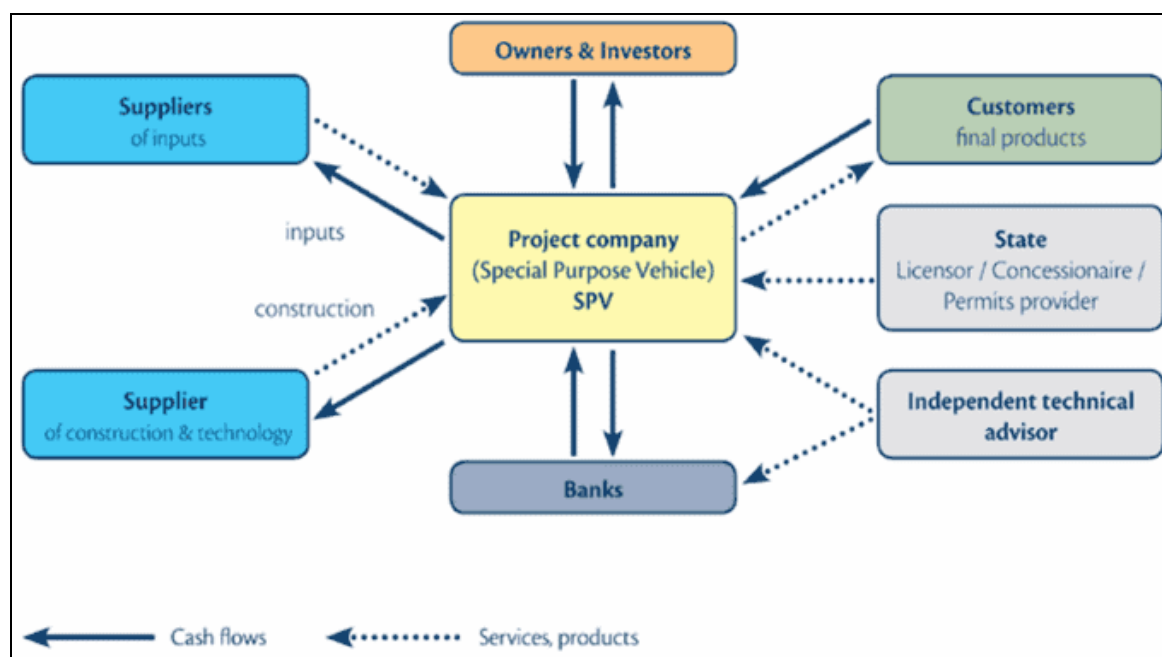 Owners & Investors
Suppliers
of inputs
Customers
final products
inputs
Project company
(Special Purpose Vehicle)
SPV
State
Licensor / Concessionaire /
Permits provider
construction
Supplier
of construction & technology
Independent technical
advisor
Banks
Cash flows
Services, products